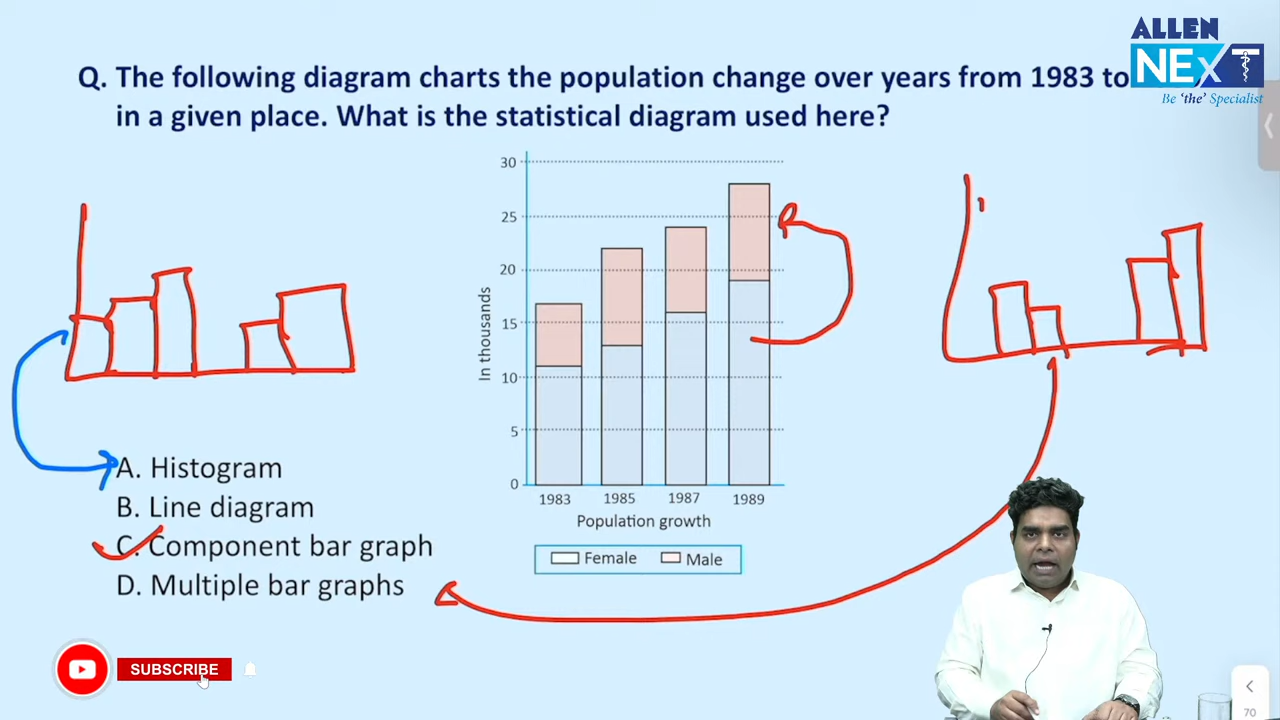 ALLEN
NExT
Be 'the' Specialist
Q. The following diagram charts the population change over years from 1983 to
in a given place. What is the statistical diagram used here?
30
25
20
15
10
5
0
In thousands
1983 1985 1987 1989
Population growth
Female Male
A. Histogram
B. Line diagram
C. Component bar graph
D. Multiple bar graphs
SUBSCRIBE
70